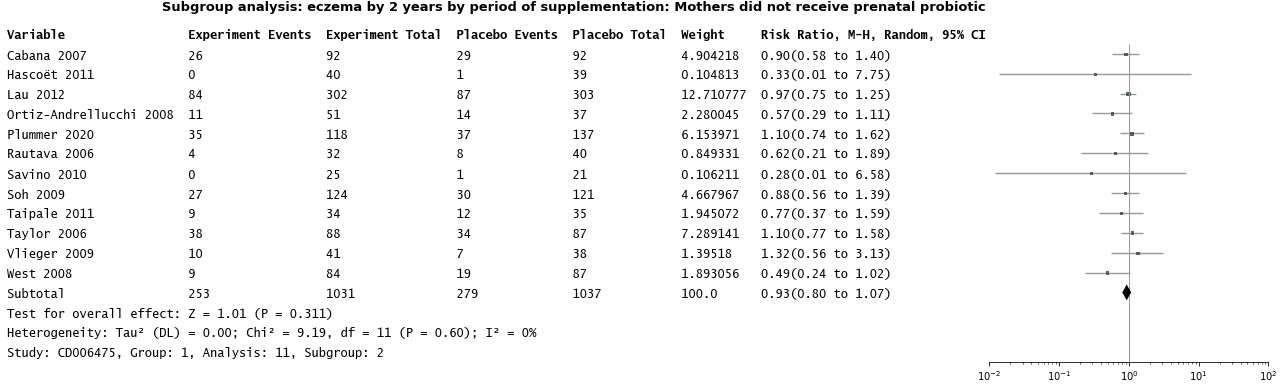 Subgroup analysis: eczema by 2 years by period of supplementation: Mothers did not receive prenatal probiotic
Variable Experiment Events Experiment Total Placebo Events Placebo Total Weight Risk Ratio, M-H, Random, 95% CI
Cabana 2007 26 92 29 92 4.904218 0.90(0.58 to 1.40)
Hascoët 2011 0 40 1 39 0.104813 0.33(0.01 to 7.75)
Lau 2012 84 302 87 303 12.710777 0.97(0.75 to 1.25)
Ortiz-Andrellucchi 2008 11 51 14 37 2.280045 0.57(0.29 to 1.11)
Plummer 2020 35 118 37 137 6.153971 1.10(0.74 to 1.62)
Rautava 2006 4 32 8 40 0.849331 0.62(0.21 to 1.89)
Savino 2010 0 25 1 21 0.106211 0.28(0.01 to 6.58)
Soh 2009 27 124 30 121 4.667967 0.88(0.56 to 1.39)
Taipale 2011 9 34 12 35 1.945072 0.77(0.37 to 1.59)
Taylor 2006 38 88 34 87 7.289141 1.10(0.77 to 1.58)
Vlieger 2009 10 41 7 38 1.39518 1.32(0.56 to 3.13)
West 2008 9 84 19 87 1.893056 0.49(0.24 to 1.02)
Subtotal 253 1031 279 1037 100.0 0.93(0.80 to 1.07)
Test for overall effect: Z = 1.01 (P = 0.311)
Heterogeneity: Tau² (DL) = 0.00; Chi² = 9.19, df = 11 (P = 0.60); I² = 0%
Study: CD006475, Group: 1, Analysis: 11, Subgroup: 2
10⁻² 10⁻¹ 10⁰ 10¹ 10²